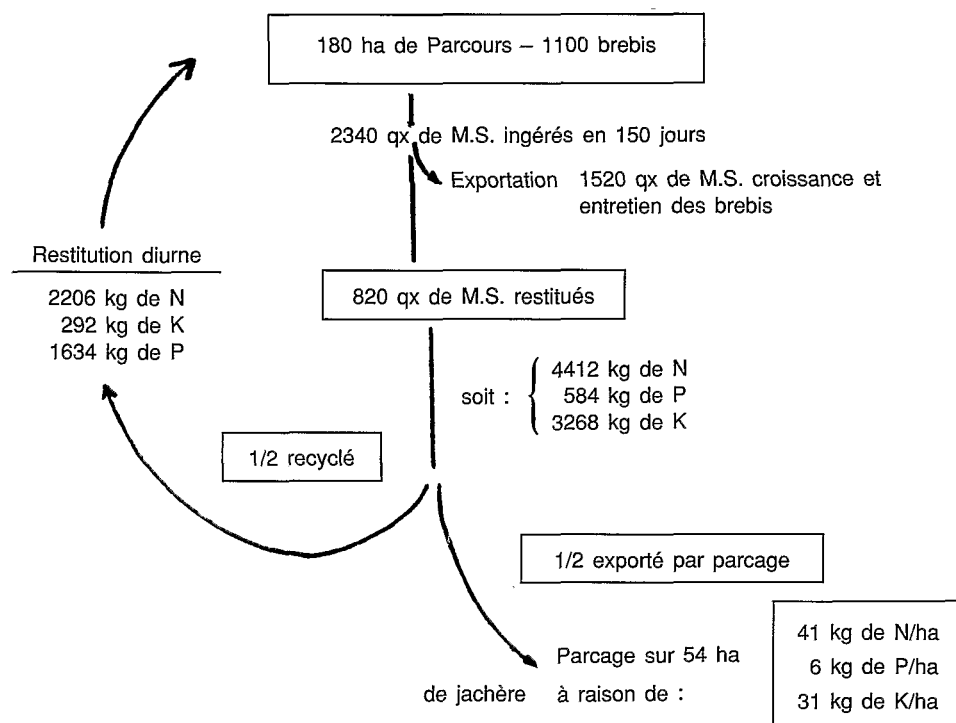 180 ha de Parcours – 1100 brebis
2340 qx de M.S. ingérés en 150 jours
Exportation 1520 qx de M.S. croissance et
entretien des brebis
Restitution diurne
2206 kg de N
292 kg de K
1634 kg de P
820 qx de M.S. restitués
soit :
4412 kg de N
584 kg de P
3268 kg de K
1/2 recyclé
1/2 exporté par parcage
Parcage sur 54 ha
de jachère à raison de :
41 kg de N/ha
6 kg de P/ha
31 kg de K/ha